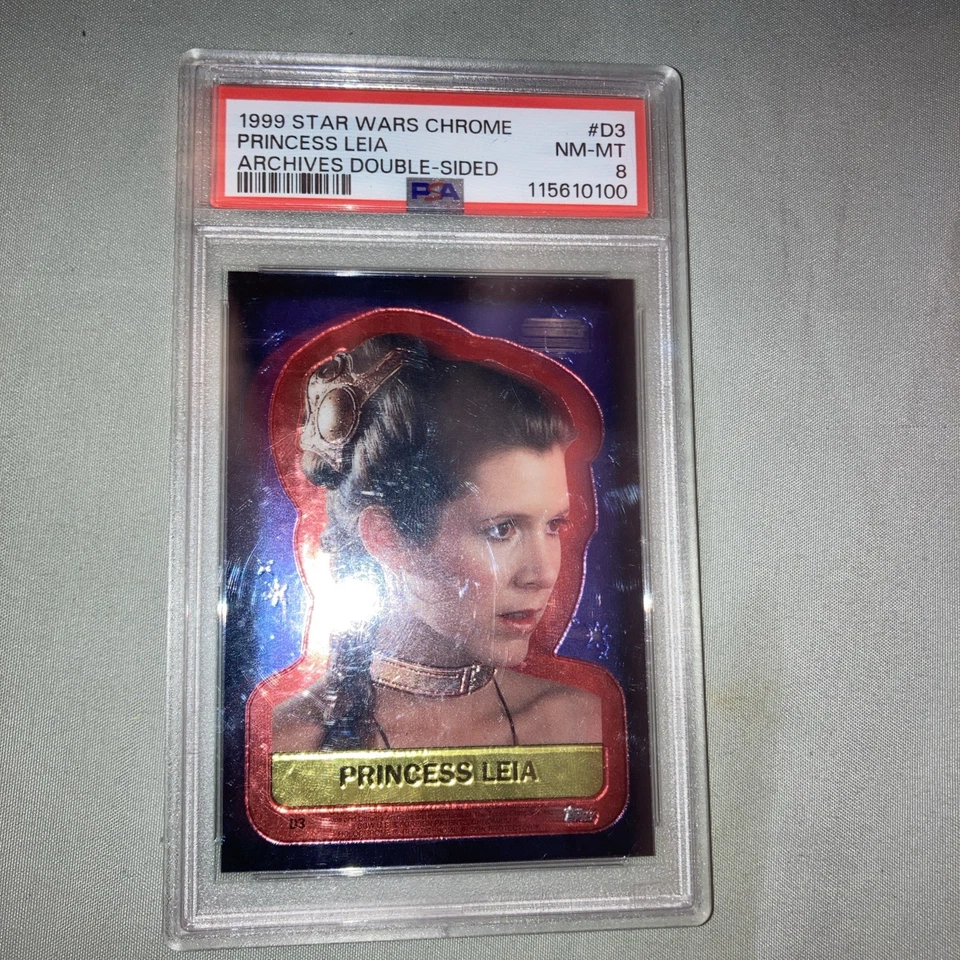 1999 STAR WARS CHROME #D3
PRINCESS LEIA NM-MT
ARCHIVES DOUBLE-SIDED 8
PSA 115610100
PRINCESS LEIA
D3
Topps